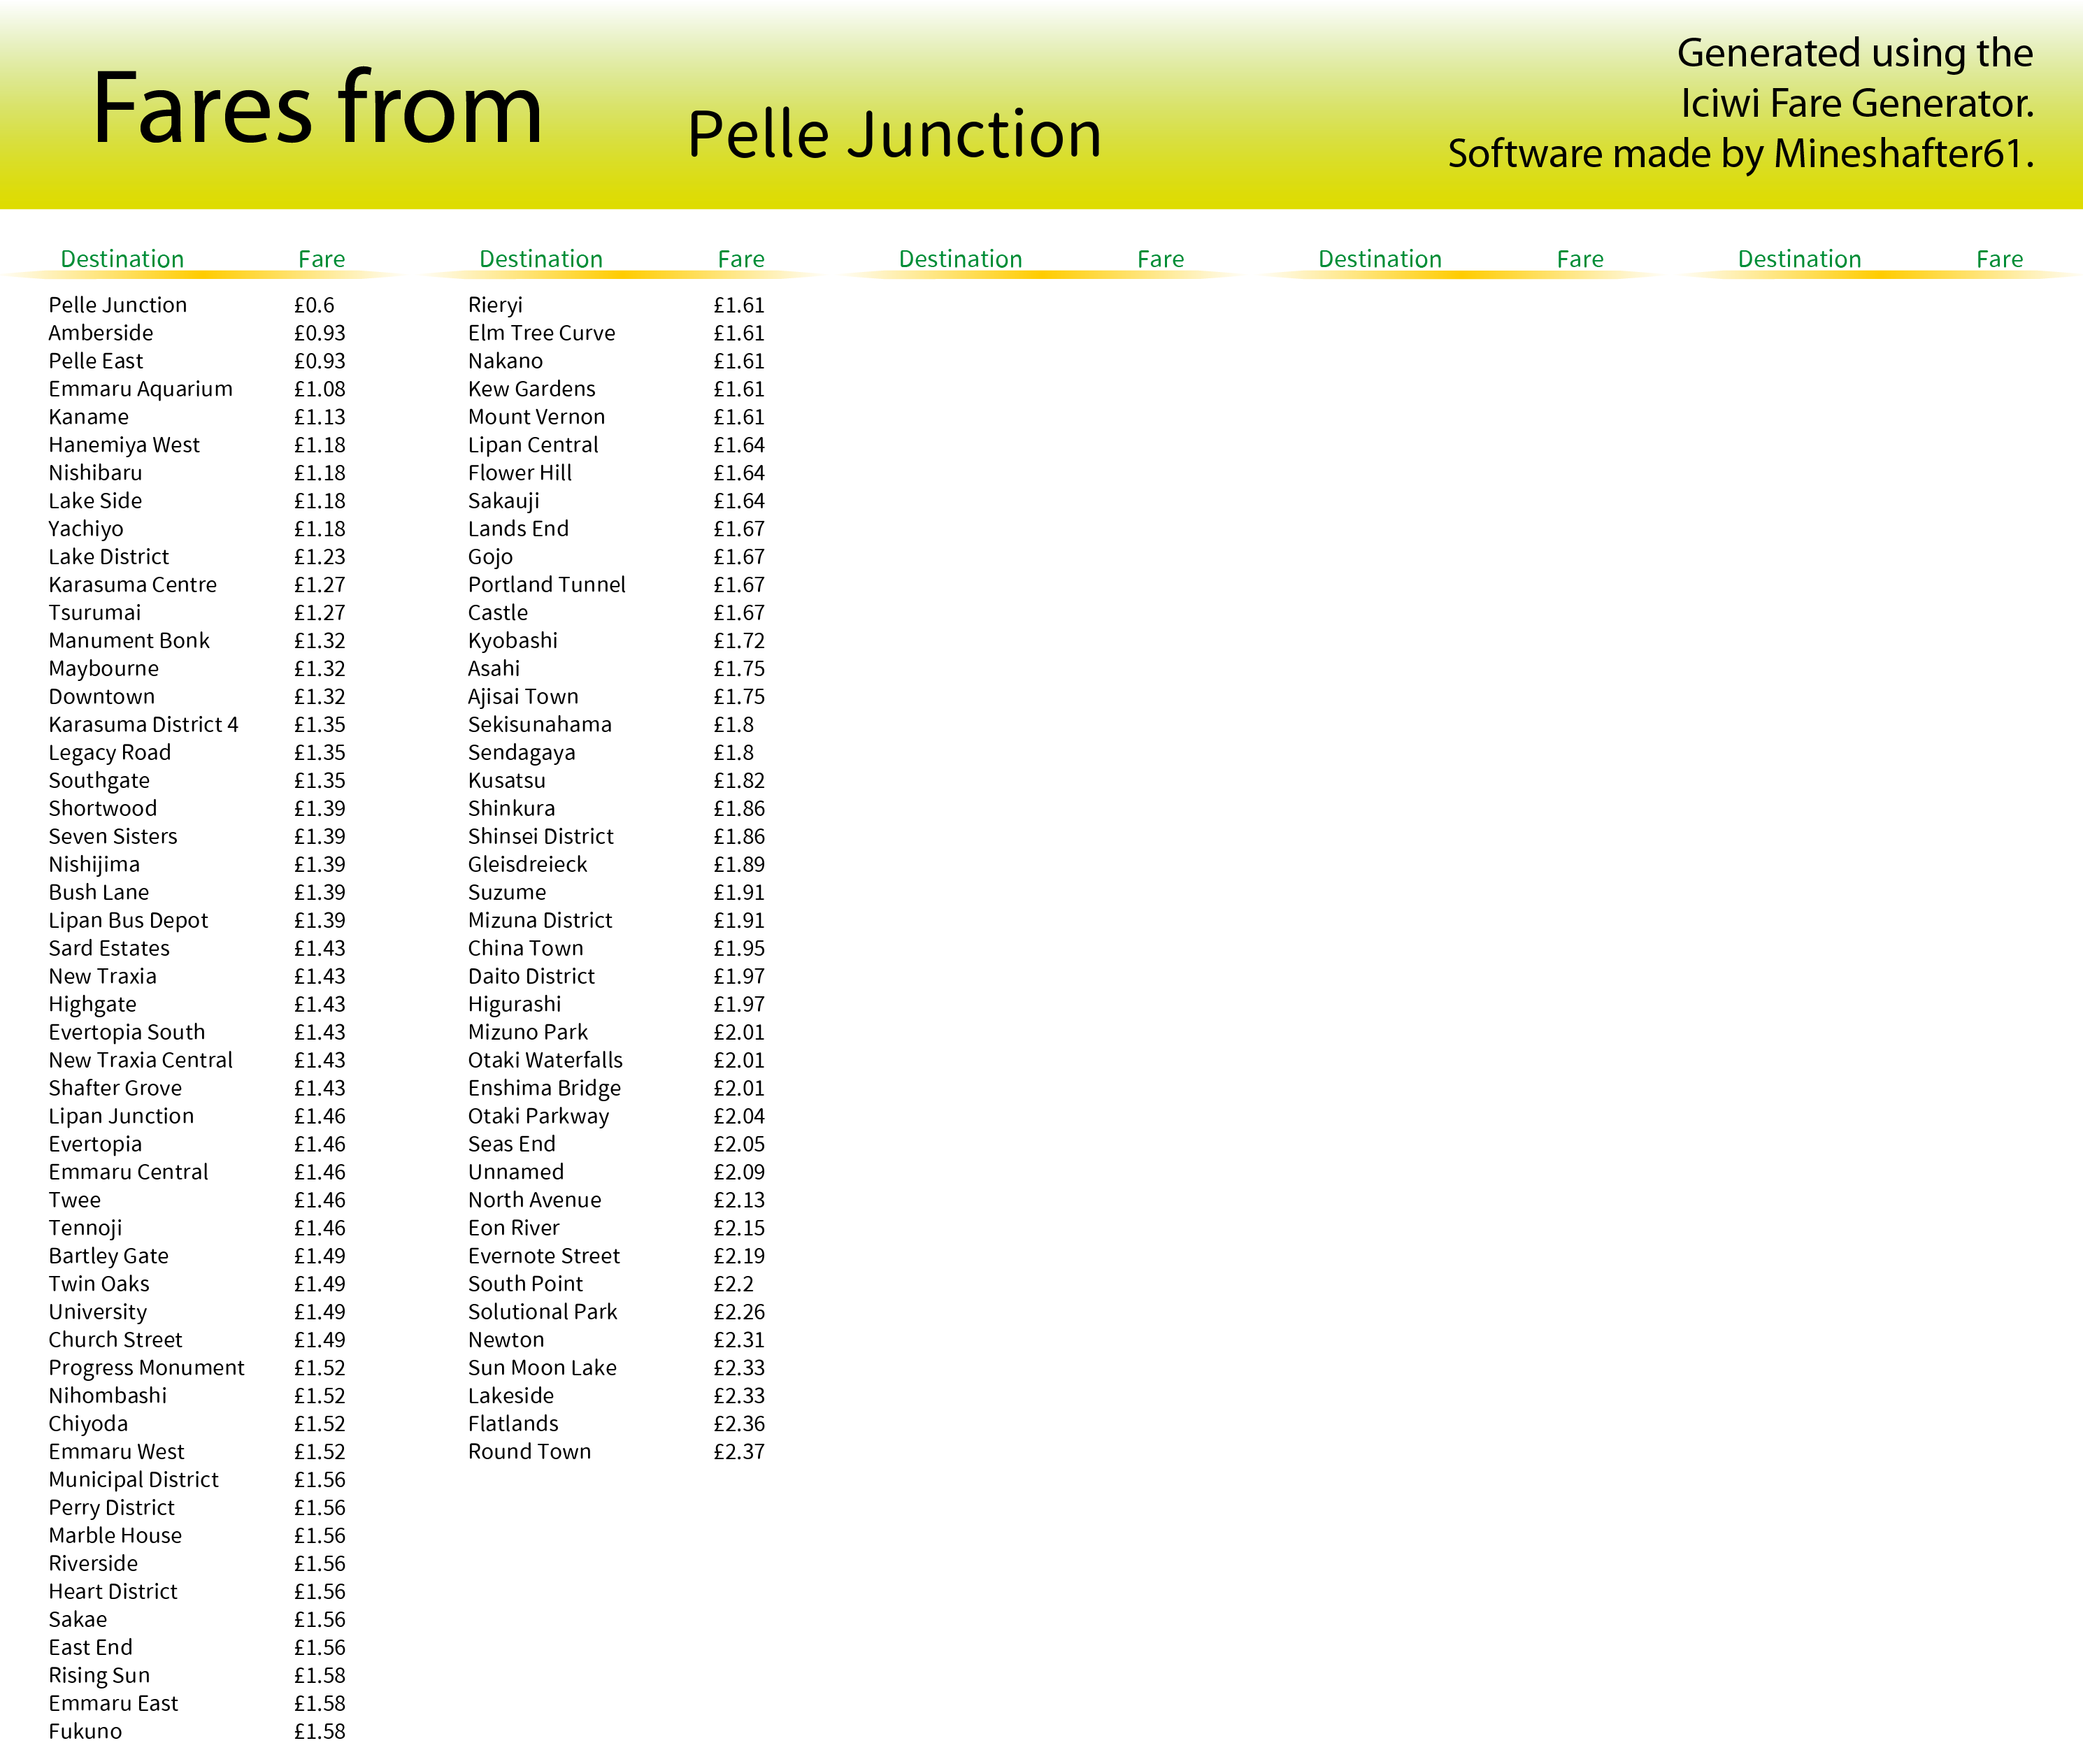 Fares from
Pelle Junction
Generated using the
Iciwi Fare Generator.
Software made by Mineshafter61.
Destination Fare Destination Fare Destination Fare Destination Fare Destination Fare
Pelle Junction £0.6
Amberside £0.93
Pelle East £0.93
Emmaru Aquarium £1.08
Kaname £1.13
Hanemiya West £1.18
Nishibaru £1.18
Lake Side £1.18
Yachiyo £1.18
Lake District £1.23
Karasuma Centre £1.27
Tsurumai £1.27
Manument Bonk £1.32
Maybourne £1.32
Downtown £1.32
Karasuma District 4 £1.35
Legacy Road £1.35
Southgate £1.35
Shortwood £1.39
Seven Sisters £1.39
Nishijima £1.39
Bush Lane £1.39
Lipan Bus Depot £1.39
Sard Estates £1.43
New Traxia £1.43
Highgate £1.43
Evertopia South £1.43
New Traxia Central £1.43
Shafter Grove £1.43
Lipan Junction £1.46
Evertopia £1.46
Emmaru Central £1.46
Twee £1.46
Tennoji £1.46
Bartley Gate £1.49
Twin Oaks £1.49
University £1.49
Church Street £1.49
Progress Monument £1.52
Nihombashi £1.52
Chiyoda £1.52
Emmaru West £1.52
Municipal District £1.56
Perry District £1.56
Marble House £1.56
Riverside £1.56
Heart District £1.56
Sakae £1.56
East End £1.56
Rising Sun £1.58
Emmaru East £1.58
Fukuno £1.58
Rieryi £1.61
Elm Tree Curve £1.61
Nakano £1.61
Kew Gardens £1.61
Mount Vernon £1.61
Lipan Central £1.64
Flower Hill £1.64
Sakauji £1.64
Lands End £1.67
Gojo £1.67
Portland Tunnel £1.67
Castle £1.67
Kyobashi £1.72
Asahi £1.75
Ajisai Town £1.75
Sekisunahama £1.8
Sendagaya £1.8
Kusatsu £1.82
Shinkura £1.86
Shinsei District £1.86
Gleisdreieck £1.89
Suzume £1.91
Mizuna District £1.91
China Town £1.95
Daito District £1.97
Higurashi £1.97
Mizuno Park £2.01
Otaki Waterfalls £2.01
Enshima Bridge £2.01
Otaki Parkway £2.04
Seas End £2.05
Unnamed £2.09
North Avenue £2.13
Eon River £2.15
Evernote Street £2.19
South Point £2.2
Solutional Park £2.26
Newton £2.31
Sun Moon Lake £2.33
Lakeside £2.33
Flatlands £2.36
Round Town £2.37